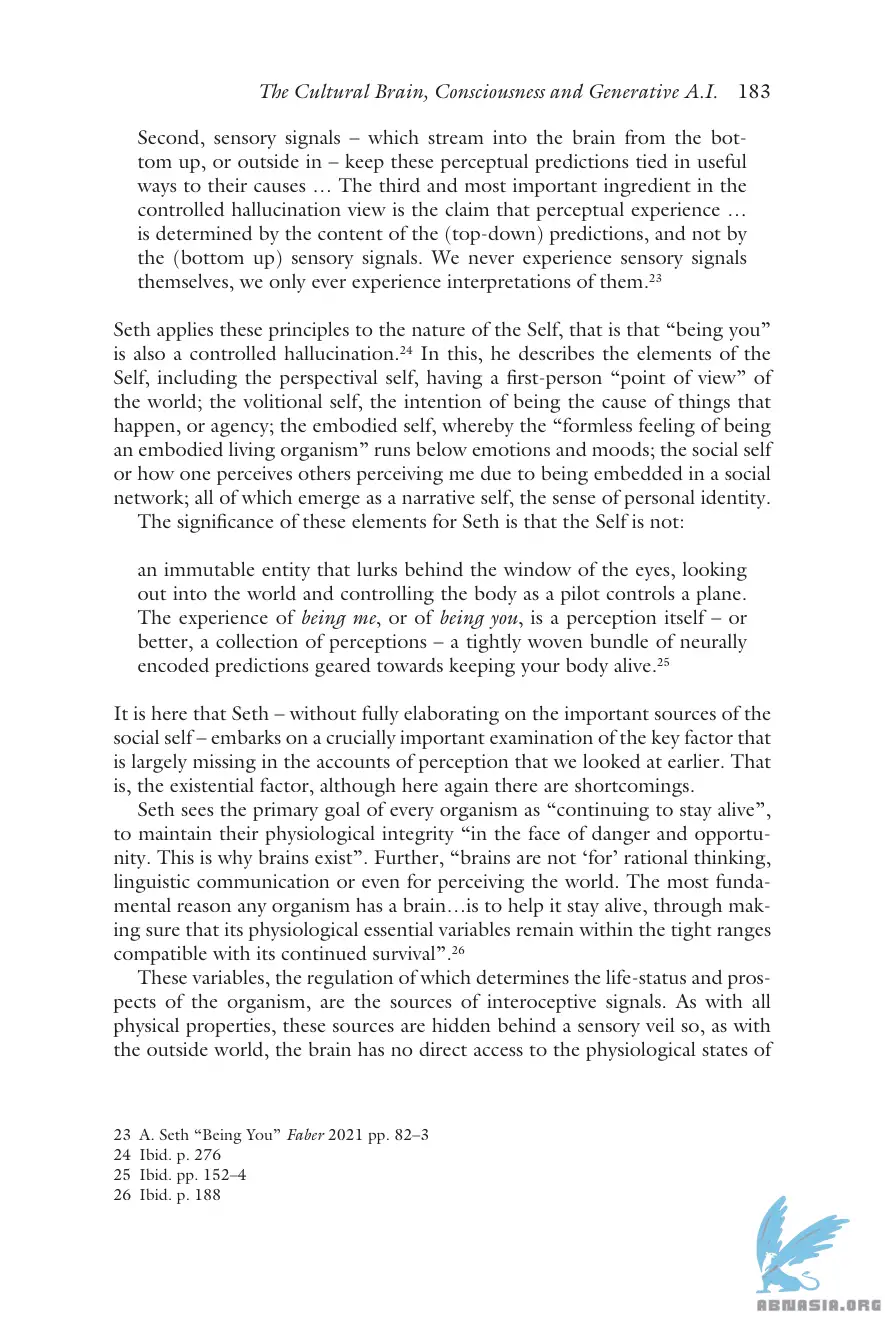 The Cultural Brain, Consciousness and Generative A.I. 183
Second, sensory signals – which stream into the brain from the bot-
tom up, or outside in – keep these perceptual predictions tied in useful
ways to their causes … The third and most important ingredient in the
controlled hallucination view is the claim that perceptual experience …
is determined by the content of the (top-down) predictions, and not by
the (bottom up) sensory signals. We never experience sensory signals
themselves, we only ever experience interpretations of them.²³
Seth applies these principles to the nature of the Self, that is that “being you”
is also a controlled hallucination.²⁴ In this, he describes the elements of the
Self, including the perspectival self, having a first-person “point of view” of
the world; the volitional self, the intention of being the cause of things that
happen, or agency; the embodied self, whereby the “formless feeling of being
an embodied living organism” runs below emotions and moods; the social self
or how one perceives others perceiving me due to being embedded in a social
network; all of which emerge as a narrative self, the sense of personal identity.
The significance of these elements for Seth is that the Self is not:
an immutable entity that lurks behind the window of the eyes, looking
out into the world and controlling the body as a pilot controls a plane.
The experience of being me, or of being you, is a perception itself – or
better, a collection of perceptions – a tightly woven bundle of neurally
encoded predictions geared towards keeping your body alive.²⁵
It is here that Seth – without fully elaborating on the important sources of the
social self – embarks on a crucially important examination of the key factor that
is largely missing in the accounts of perception that we looked at earlier. That
is, the existential factor, although here again there are shortcomings.
Seth sees the primary goal of every organism as “continuing to stay alive”,
to maintain their physiological integrity “in the face of danger and opportu-
nity. This is why brains exist”. Further, “brains are not ‘for’ rational thinking,
linguistic communication or even for perceiving the world. The most funda-
mental reason any organism has a brain…is to help it stay alive, through mak-
ing sure that its physiological essential variables remain within the tight ranges
compatible with its continued survival”.²⁶
These variables, the regulation of which determines the life-status and pros-
pects of the organism, are the sources of interoceptive signals. As with all
physical properties, these sources are hidden behind a sensory veil so, as with
the outside world, the brain has no direct access to the physiological states of
23 A. Seth “Being You” Faber 2021 pp. 82–3
24 Ibid. p. 276
25 Ibid. pp. 152–4
26 Ibid. p. 188
ABNASIA.ORG